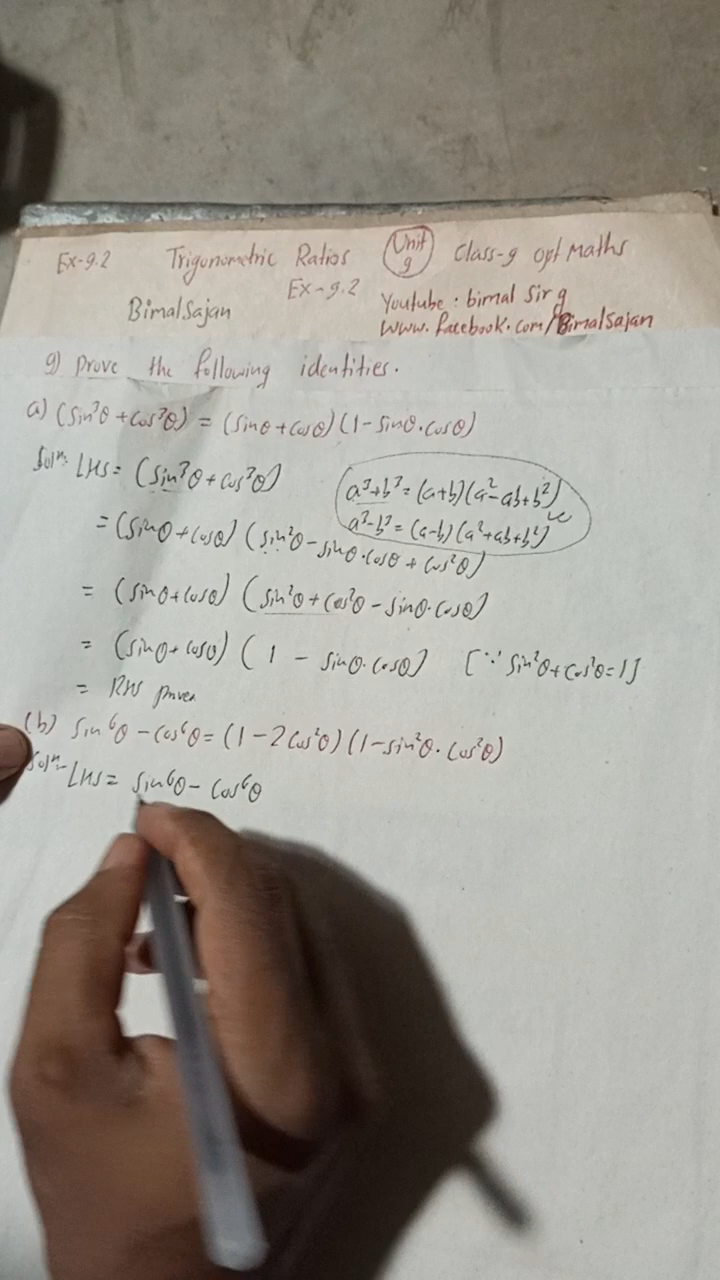 Ex-9.2 Trigonometric Ratios Unit 9 Class-9 opt Maths
Ex-9.2
BimalSajan Youtube: bimal Sir g
www.facebook.com/BimalSajan
9) Prove the following identities.
a) (Sin³θ + Cos³θ) = (Sinθ + Cosθ) (1 - Sinθ.Cosθ)
Solⁿ: LHS = (Sin³θ + Cos³θ)
a³+b³ = (a+b)(a²-ab+b²)
a³-b³ = (a-b)(a²+ab+b²)
= (Sinθ + Cosθ) (Sin²θ - Sinθ.Cosθ + Cos²θ)
= (Sinθ + Cosθ) (Sin²θ + Cos²θ - Sinθ.Cosθ)
= (Sinθ + Cosθ) (1 - Sinθ.Cosθ) [∵ Sin²θ + Cos²θ = 1]
= RHS proven
(b) Sin⁶θ - Cos⁶θ = (1 - 2Cos²θ) (1 - Sin²θ.Cos²θ)
Solⁿ- LHS = Sin⁶θ - Cos⁶θ